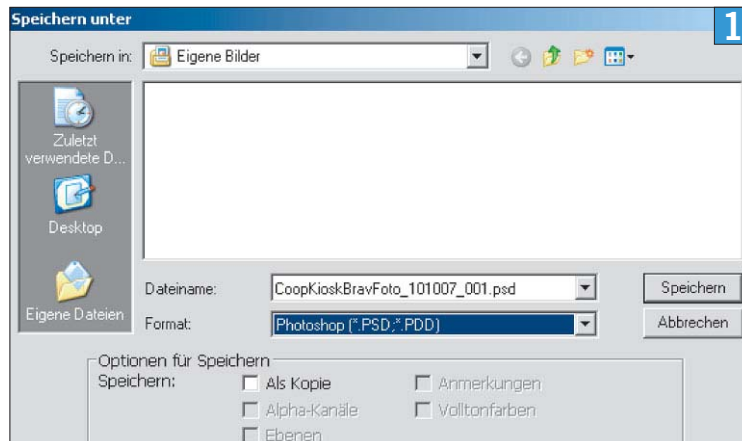 Speichern unter
1
Speichern in: Eigene Bilder
Zuletzt
verwendete D...
Desktop
Eigene Dateien
Dateiname: CoopKioskBravFoto_101007_001.psd Speichern
Format: Photoshop (*.PSD;*.PDD) Abbrechen
Optionen für Speichern
Speichern: Als Kopie Anmerkungen
Alpha-Kanäle Volltonfarben
Ebenen